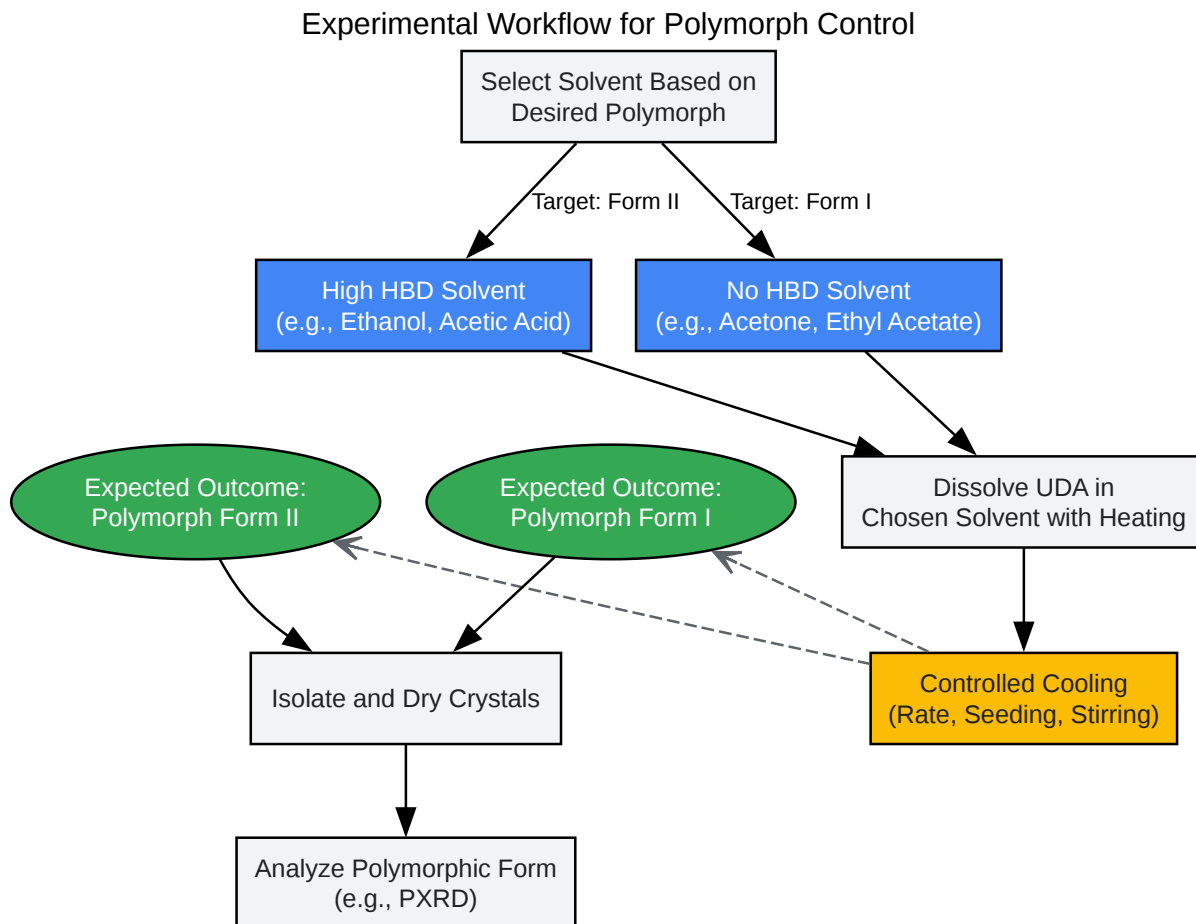 Experimental Workflow for Polymorph Control
Select Solvent Based on
Desired Polymorph
Target: Form II
Target: Form I
High HBD Solvent
(e.g., Ethanol, Acetic Acid)
No HBD Solvent
(e.g., Acetone, Ethyl Acetate)
Expected Outcome:
Polymorph Form II
Expected Outcome:
Polymorph Form I
Dissolve UDA in
Chosen Solvent with Heating
Isolate and Dry Crystals
Controlled Cooling
(Rate, Seeding, Stirring)
Analyze Polymorphic Form
(e.g., PXRD)